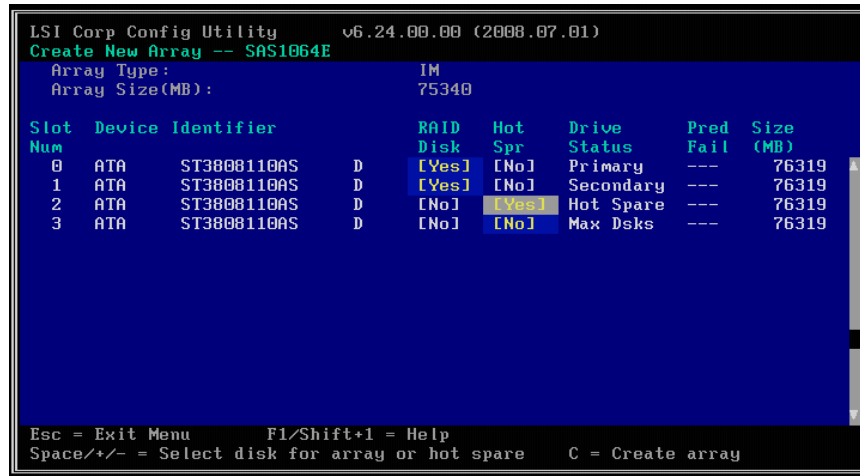 LSI Corp Config Utility v6.24.00.00 (2008.07.01)
Create New Array -- SAS1064E
Array Type: IM
Array Size(MB): 75340
Slot Device Identifier RAID Hot Drive Pred Size
Num Disk Spr Status Fail (MB)
0 ATA ST3808110AS D [Yes] [No] Primary --- 76319
1 ATA ST3808110AS D [Yes] [No] Secondary --- 76319
2 ATA ST3808110AS D [No] [Yes] Hot Spare --- 76319
3 ATA ST3808110AS D [No] [No] Max Dsks --- 76319
Esc = Exit Menu F1/Shift+1 = Help
Space/+/- = Select disk for array or hot spare C = Create array